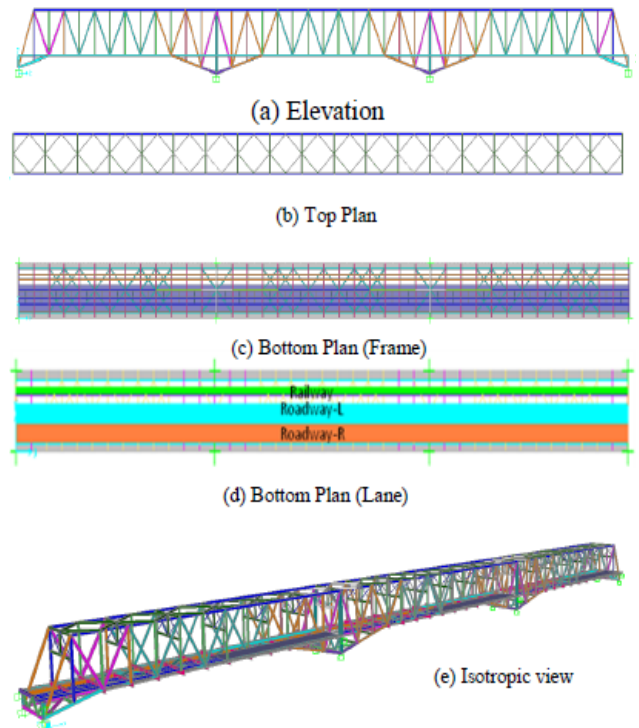 (a) Elevation
(b) Top Plan
(c) Bottom Plan (Frame)
Railway
Roadway-L
Roadway-R
(d) Bottom Plan (Lane)
(e) Isotropic view